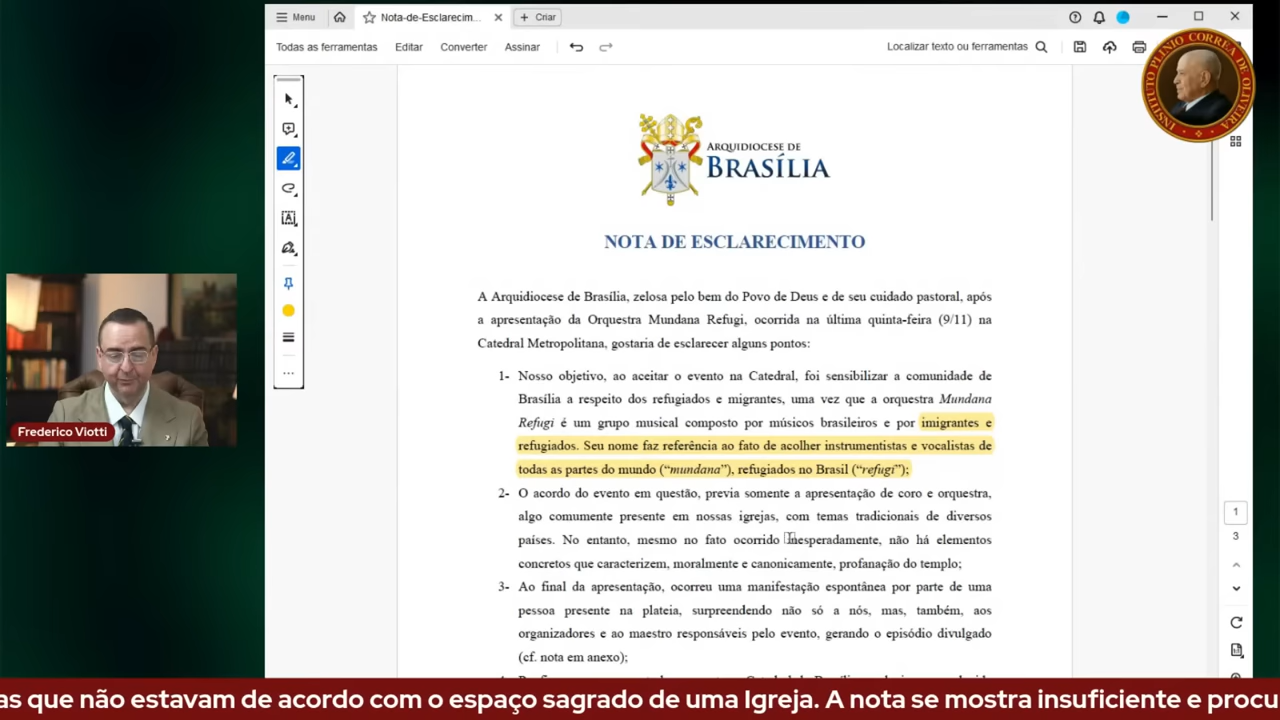 Menu
Nota-de-Esclarecim...
Criar
Todas as ferramentas
Editar
Converter
Assinar
Localizar texto ou ferramentas
INSTITUTO PLINIO CORREA DE OLIVEIRA
ARQUIDIOCESE DE
BRASÍLIA
NOTA DE ESCLARECIMENTO
A Arquidiocese de Brasília, zelosa pelo bem do Povo de Deus e de seu cuidado pastoral, após
a apresentação da Orquestra Mundana Refugi, ocorrida na última quinta-feira (9/11) na
Catedral Metropolitana, gostaria de esclarecer alguns pontos:
1- Nosso objetivo, ao aceitar o evento na Catedral, foi sensibilizar a comunidade de
Brasília a respeito dos refugiados e migrantes, uma vez que a orquestra Mundana
Refugi é um grupo musical composto por músicos brasileiros e por imigrantes e
refugiados. Seu nome faz referência ao fato de acolher instrumentistas e vocalistas de
todas as partes do mundo (“mundana”), refugiados no Brasil (“refugi”);
2- O acordo do evento em questão, previa somente a apresentação de coro e orquestra,
algo comumente presente em nossas igrejas, com temas tradicionais de diversos
países. No entanto, mesmo no fato ocorrido inesperadamente, não há elementos
concretos que caracterizem, moralmente e canonicamente, profanação do templo;
3- Ao final da apresentação, ocorreu uma manifestação espontânea por parte de uma
pessoa presente na plateia, surpreendendo não só a nós, mas, também, aos
organizadores e ao maestro responsáveis pelo evento, gerando o episódio divulgado
(cf. nota em anexo);
1
3
Frederico Viotti
as que não estavam de acordo com o espaço sagrado de uma Igreja. A nota se mostra insuficiente e procu